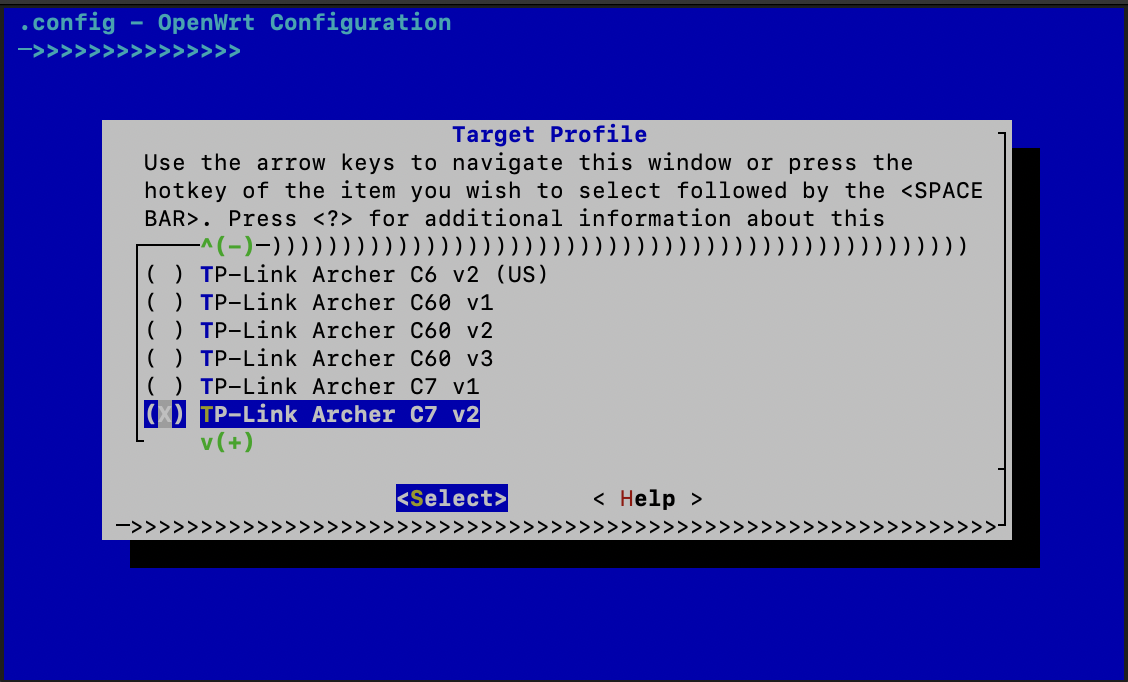 .config - OpenWrt Configuration
─>>>>>>>>>>>>>>>
Target Profile
Use the arrow keys to navigate this window or press the
hotkey of the item you wish to select followed by the <SPACE
BAR>. Press <?> for additional information about this
^(-)─))))))))))))))))))))))))))))))))))))))))))))))))))
( ) TP-Link Archer C6 v2 (US)
( ) TP-Link Archer C60 v1
( ) TP-Link Archer C60 v2
( ) TP-Link Archer C60 v3
( ) TP-Link Archer C7 v1
(X) TP-Link Archer C7 v2
v(+)
<Select> < Help >
─>>>>>>>>>>>>>>>>>>>>>>>>>>>>>>>>>>>>>>>>>>>>>>>>>>>>>>>>>>>>>>